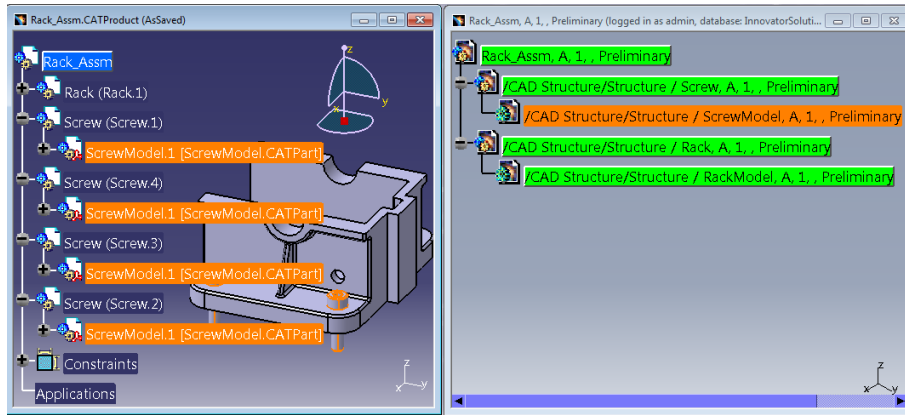 Rack_Assm.CATProduct (AsSaved)
Rack_Assm
Rack (Rack.1)
Screw (Screw.1)
ScrewModel.1 [ScrewModel.CATPart]
Screw (Screw.4)
ScrewModel.1 [ScrewModel.CATPart]
Screw (Screw.3)
ScrewModel.1 [ScrewModel.CATPart]
Screw (Screw.2)
ScrewModel.1 [ScrewModel.CATPart]
Constraints
Applications
z
y
x
z
y
x
Rack_Assm, A, 1, , Preliminary (logged in as admin, database: InnovatorSoluti...
Rack_Assm, A, 1, , Preliminary
/CAD Structure/Structure / Screw, A, 1, , Preliminary
/CAD Structure/Structure / ScrewModel, A, 1, , Preliminary
/CAD Structure/Structure / Rack, A, 1, , Preliminary
/CAD Structure/Structure / RackModel, A, 1, , Preliminary
z
x
y